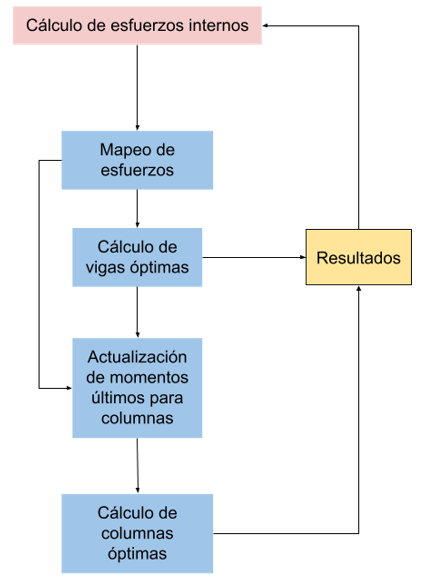 Cálculo de esfuerzos internos
Mapeo de
esfuerzos
Cálculo de
vigas óptimas
Resultados
Actualización
de momentos
últimos para
columnas
Cálculo de
columnas
óptimas